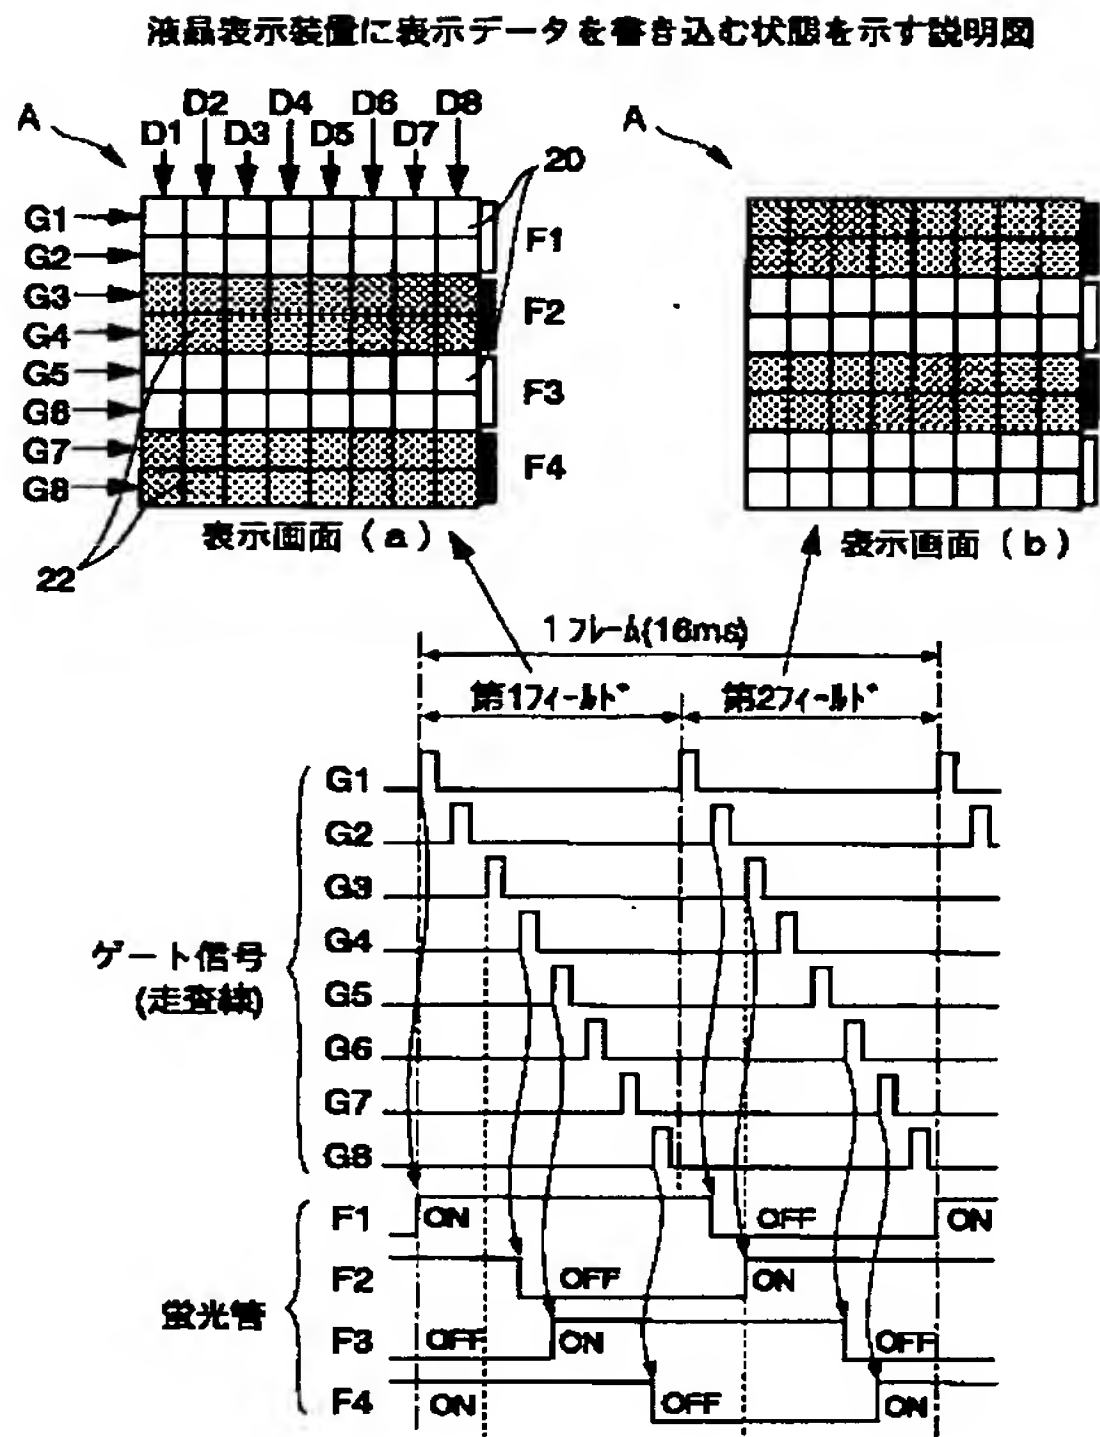 液晶表示装置に表示データを書き込む状態を示す説明図
A
D1 D2 D3 D4 D5 D6 D7 D8
20
A
G1
G2
G3
G4
G5
G6
G7
G8
F1
F2
F3
F4
22
表示画面（a）
表示画面（b）
1フレーム(16ms)
第1フィールド
第2フィールド
ゲート信号
(走査線)
G1
G2
G3
G4
G5
G6
G7
G8
蛍光管
F1 ON OFF ON
F2 OFF ON
F3 OFF ON OFF
F4 ON OFF ON